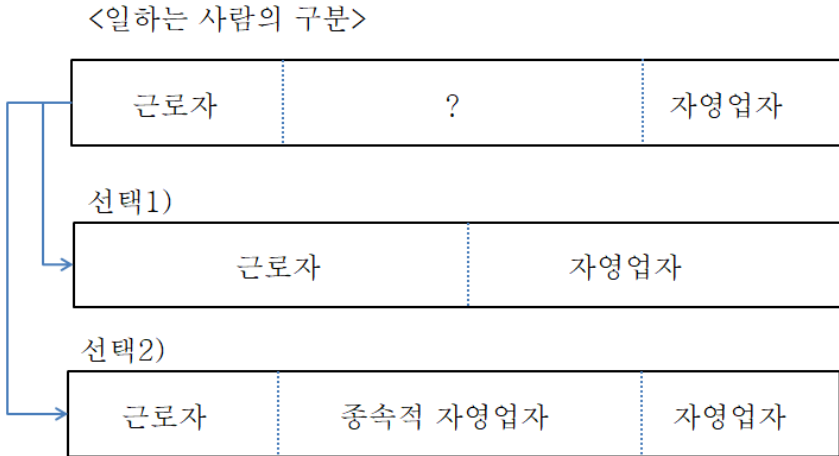 <일하는 사람의 구분>
근로자 ? 자영업자
선택1)
근로자 자영업자
선택2)
근로자 종속적 자영업자 자영업자